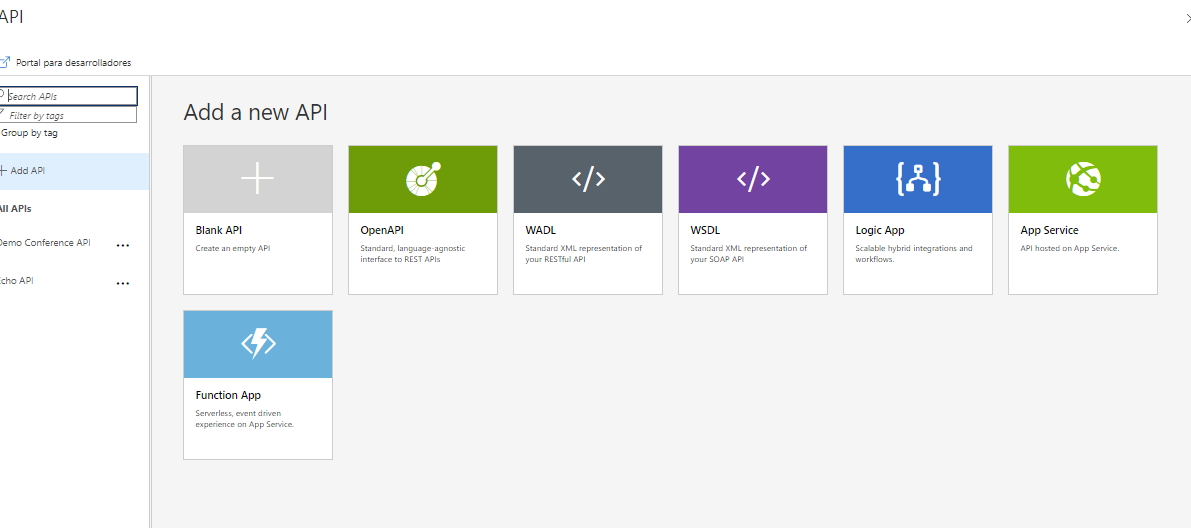 API
Portal para desarrolladores
Search APIs
Filter by tags
Group by tag
Add API
All APIs
Demo Conference API
Echo API
Add a new API
Blank API
Create an empty API
OpenAPI
Standard, language-agnostic
interface to REST APIs
WADL
Standard XML representation of
your RESTful API
WSDL
Standard XML representation of
your SOAP API
Logic App
Scalable hybrid integrations and
workflows.
App Service
API hosted on App Service.
Function App
Serverless, event driven
experience on App Service.